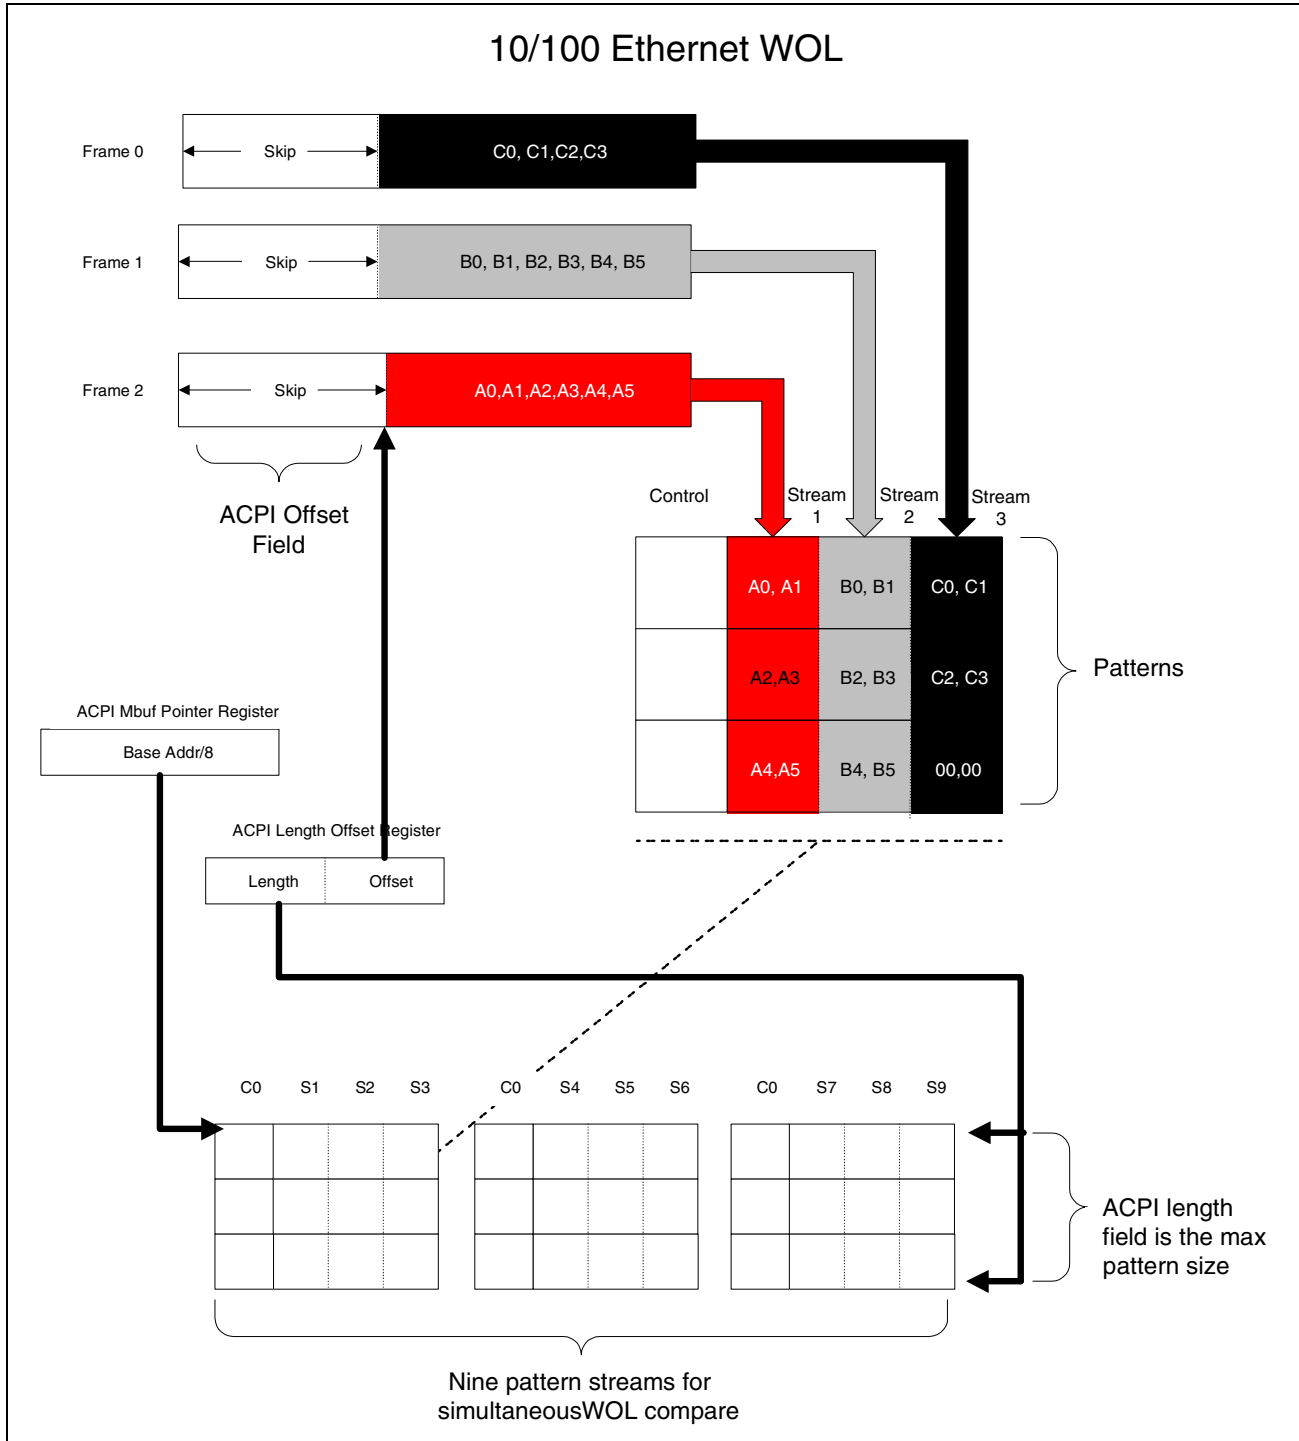 10/100 Ethernet WOL
Frame 0
Skip
C0, C1,C2,C3
Frame 1
Skip
B0, B1, B2, B3, B4, B5
Frame 2
Skip
A0,A1,A2,A3,A4,A5
ACPI Offset
Field
Control
Stream
1
Stream
2
Stream
3
A0, A1
B0, B1
C0, C1
A2,A3
B2, B3
C2, C3
A4,A5
B4, B5
00,00
Patterns
ACPI Mbuf Pointer Register
Base Addr/8
ACPI Length Offset Register
Length
Offset
C0 S1 S2 S3 C0 S4 S5 S6 C0 S7 S8 S9
ACPI length
field is the max
pattern size
Nine pattern streams for
simultaneousWOL compare